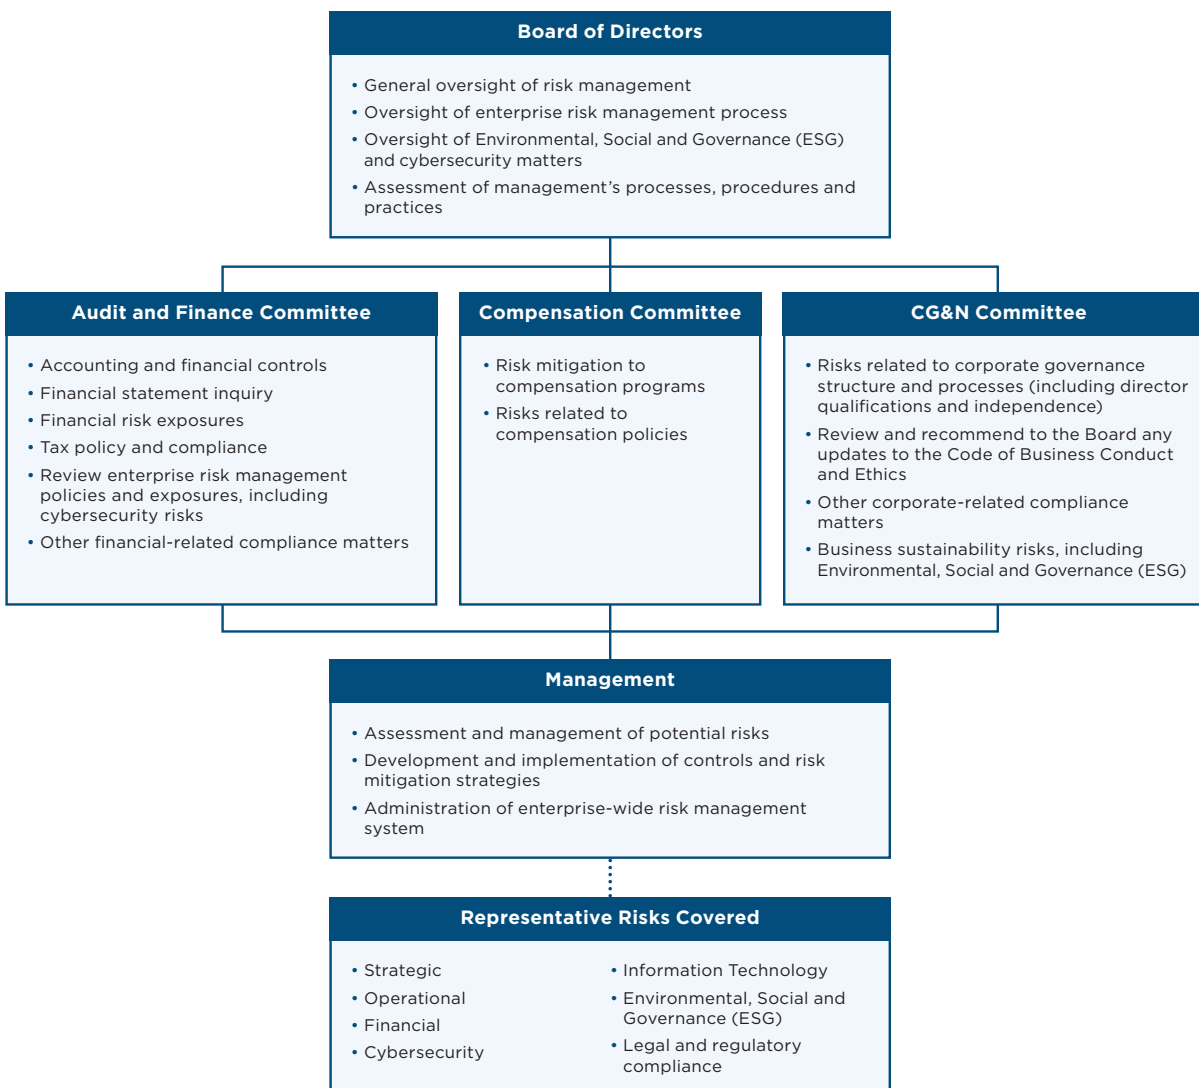 Board of Directors
• General oversight of risk management
• Oversight of enterprise risk management process
• Oversight of Environmental, Social and Governance (ESG)
and cybersecurity matters
• Assessment of management’s processes, procedures and
practices
Audit and Finance Committee
• Accounting and financial controls
• Financial statement inquiry
• Financial risk exposures
• Tax policy and compliance
• Review enterprise risk management
policies and exposures, including
cybersecurity risks
• Other financial-related compliance matters
Compensation Committee
• Risk mitigation to
compensation programs
• Risks related to
compensation policies
CG&N Committee
• Risks related to corporate governance
structure and processes (including director
qualifications and independence)
• Review and recommend to the Board any
updates to the Code of Business Conduct
and Ethics
• Other corporate-related compliance
matters
• Business sustainability risks, including
Environmental, Social and Governance (ESG)
Management
• Assessment and management of potential risks
• Development and implementation of controls and risk
mitigation strategies
• Administration of enterprise-wide risk management
system
Representative Risks Covered
• Strategic
• Operational
• Financial
• Cybersecurity
• Information Technology
• Environmental, Social and
Governance (ESG)
• Legal and regulatory
compliance